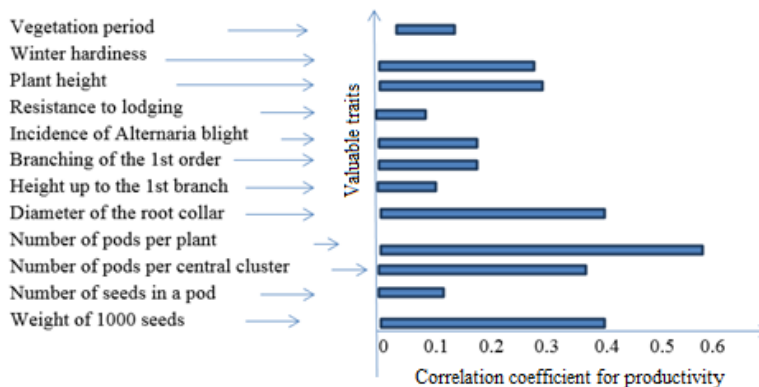 Vegetation period
Winter hardiness
Plant height
Resistance to lodging
Incidence of Alternaria blight
Branching of the 1st order
Height up to the 1st branch
Diameter of the root collar
Number of pods per plant
Number of pods per central cluster
Number of seeds in a pod
Weight of 1000 seeds
Valuable traits
0 0.1 0.2 0.3 0.4 0.5 0.6
Correlation coefficient for productivity